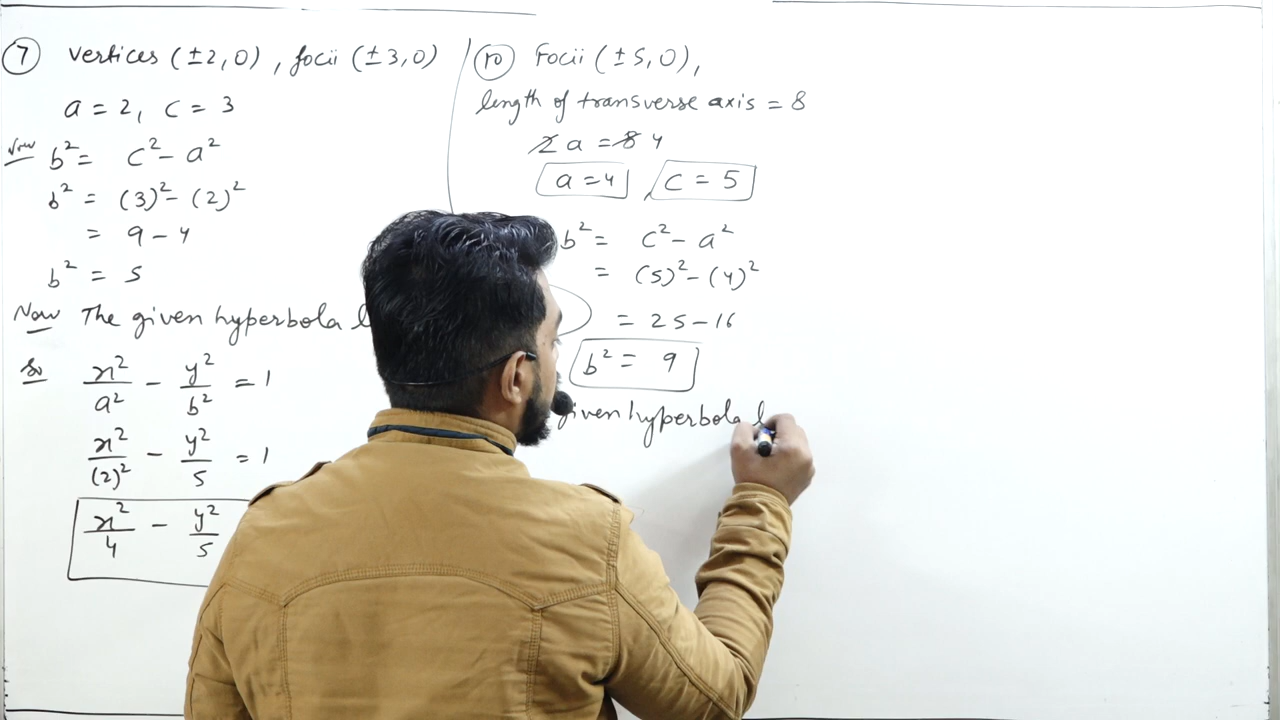 ⑦ Vertices (±2,0), focii (±3,0)
a = 2, c = 3
Now b² = c² - a²
b² = (3)² - (2)²
= 9 - 4
b² = 5
Now The given hyperbola
So x²/a² - y²/b² = 1
x²/(2)² - y²/5 = 1
x²/4 - y²/5
⑩ Focii (±5,0),
length of transverse axis = 8
2a = 8 4
a = 4 c = 5
b² = c² - a²
= (5)² - (4)²
= 25 - 16
b² = 9
given hyperbola